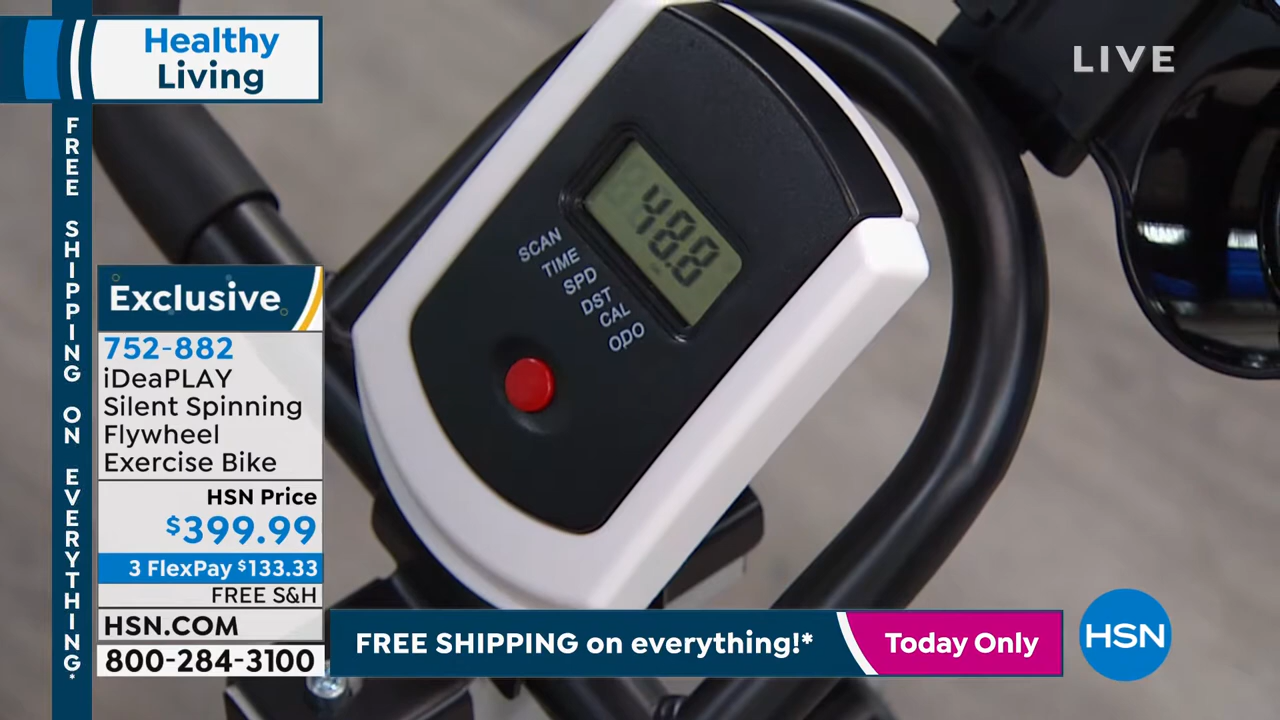 Healthy
Living
LIVE
FREE SHIPPING ON EVERYTHING*
48.8
SCAN
TIME
SPD
DST
CAL
ODO
Exclusive
752-882
iDeaPLAY
Silent Spinning
Flywheel
Exercise Bike
HSN Price
$399.99
3 FlexPay $133.33
FREE S&H
HSN.COM
800-284-3100
FREE SHIPPING on everything!*
Today Only
HSN